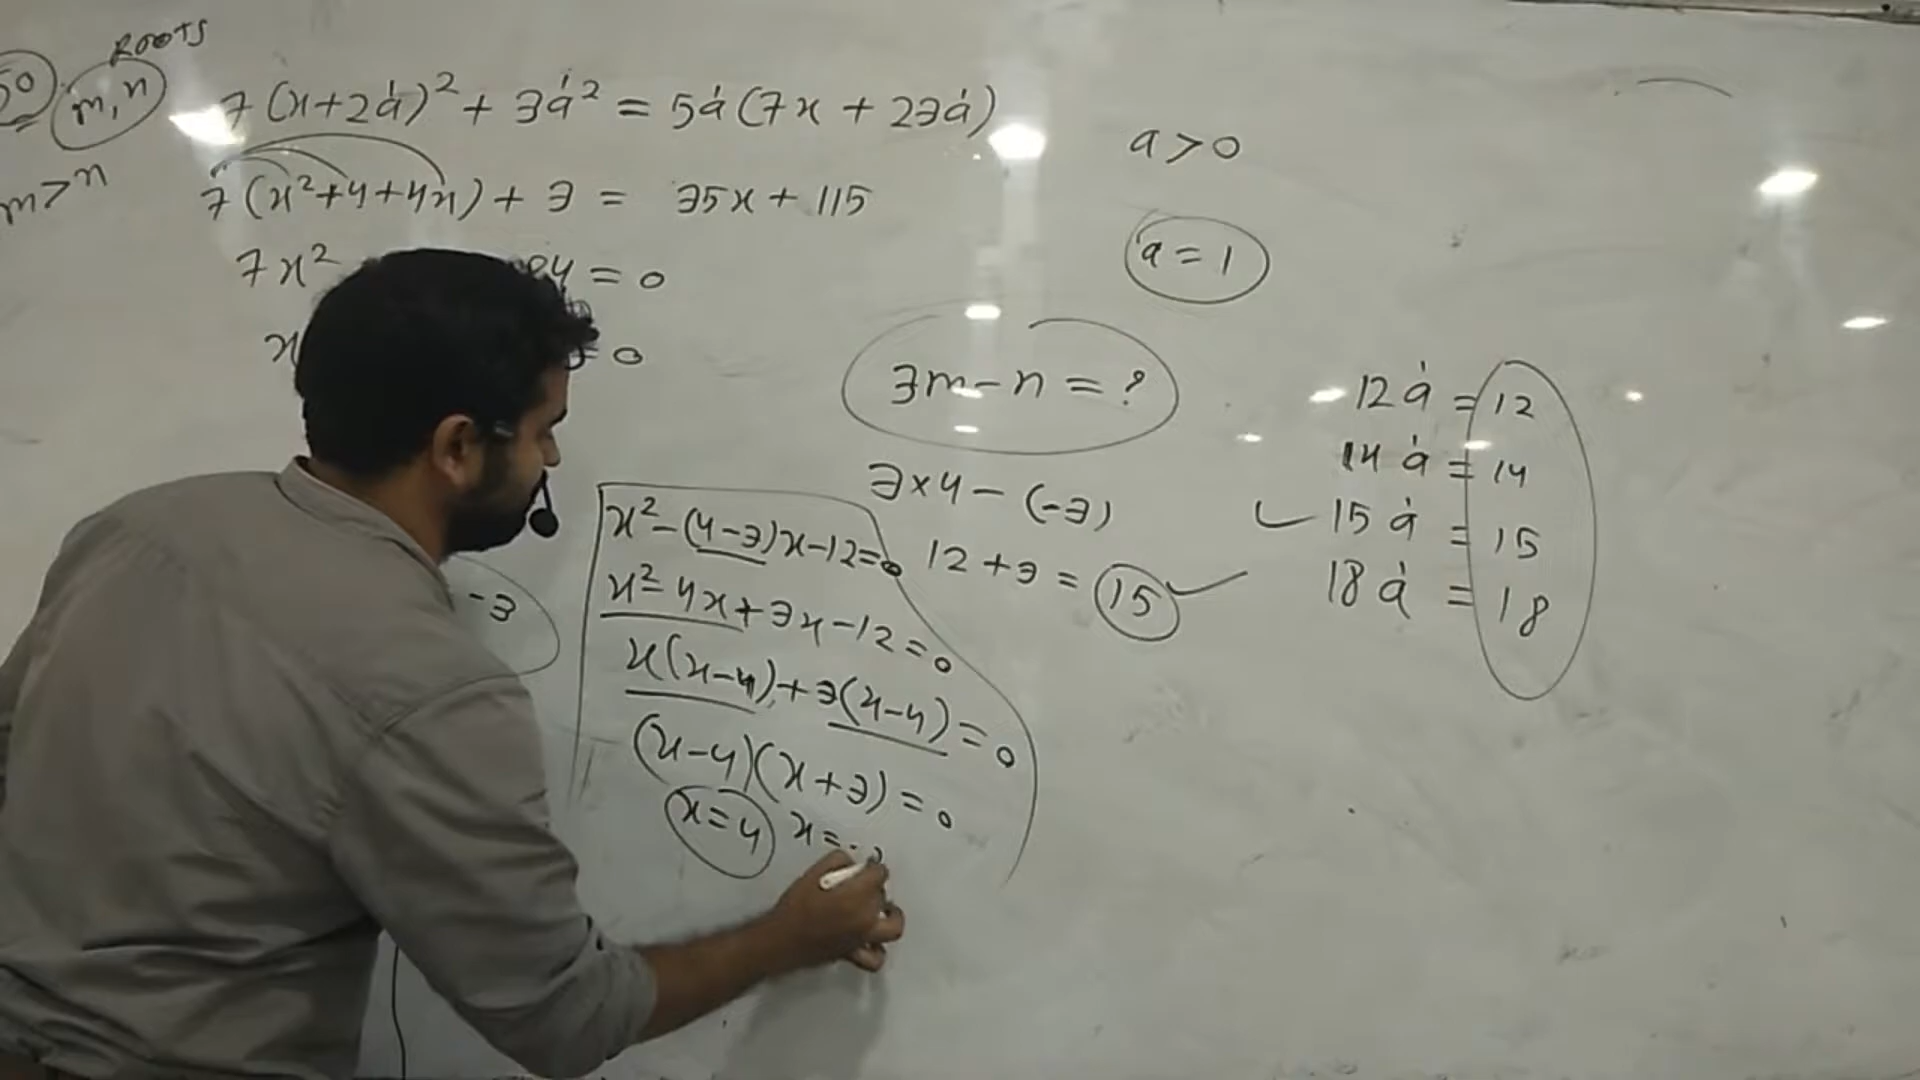 ROOTS
50
m, n
7(x+2a)² + 3a² = 5a(7x + 23a)
a > 0
m > n
7(x²+4+4x) + 3 = 35x + 115
a = 1
7x² 84 = 0
x = 0
3m - n = ?
3×4 - (-3)
12 + 3 = 15 ✓
12a = 12
14a = 14
✓ 15a = 15
18a = 18
-3
x² - (4-3)x - 12 = 0
x² - 4x + 3x - 12 = 0
x(x-4) + 3(x-4) = 0
(x-4)(x+3) = 0
x = 4 x = -